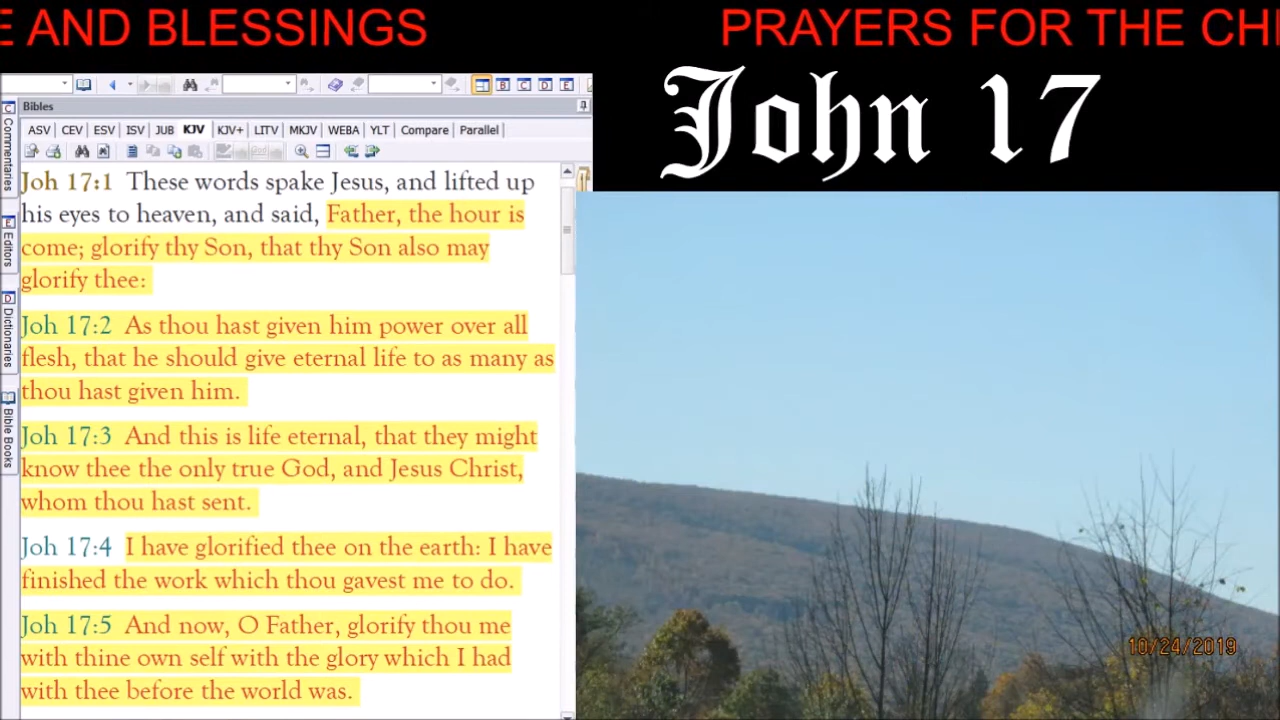 E AND BLESSINGS
PRAYERS FOR THE CHI
John 17
Bibles
ASV CEV ESV ISV JUB KJV KJV+ LITV MKJV WEBA YLT Compare Parallel
B C D E
C Commentaries
E Editors
D Dictionaries
Bible Books
Joh 17:1 These words spake Jesus, and lifted up
his eyes to heaven, and said, Father, the hour is
come; glorify thy Son, that thy Son also may
glorify thee:
Joh 17:2 As thou hast given him power over all
flesh, that he should give eternal life to as many as
thou hast given him.
Joh 17:3 And this is life eternal, that they might
know thee the only true God, and Jesus Christ,
whom thou hast sent.
Joh 17:4 I have glorified thee on the earth: I have
finished the work which thou gavest me to do.
Joh 17:5 And now, O Father, glorify thou me
with thine own self with the glory which I had
with thee before the world was.
10/24/2019